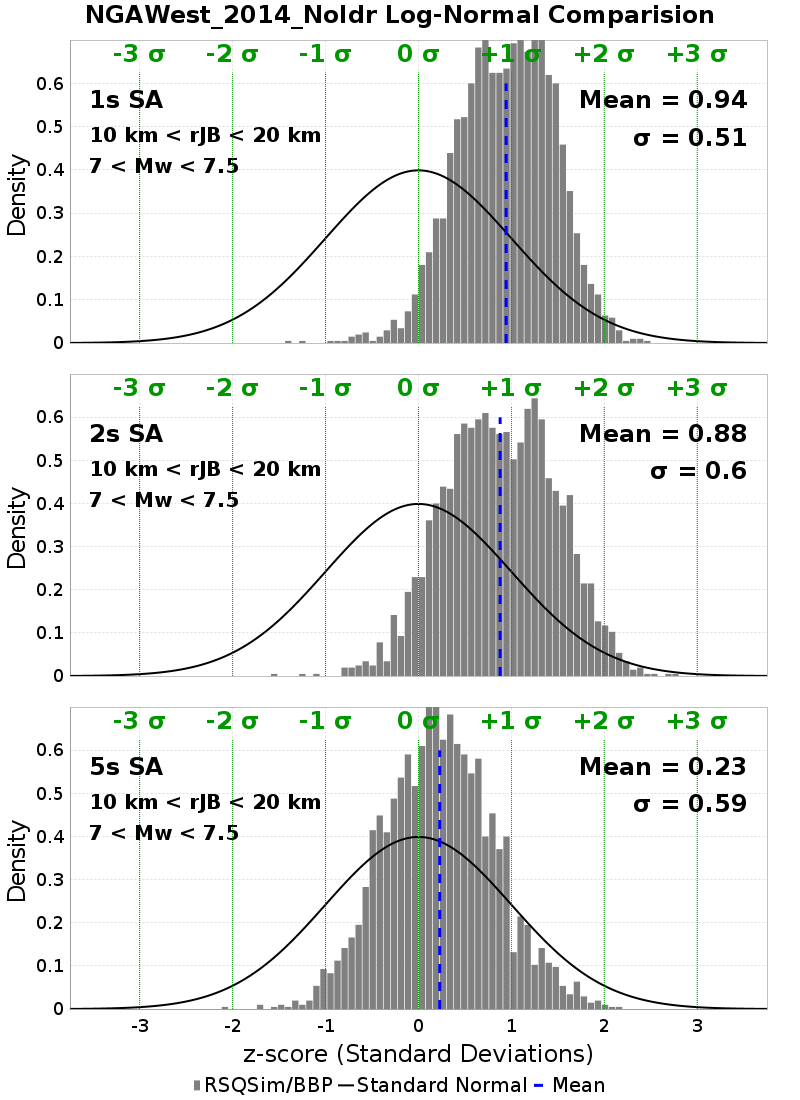 NGAWest_2014_NoIdr Log-Normal Comparision
-3 σ -2 σ -1 σ 0 σ +1 σ +2 σ +3 σ
1s SA
Mean = 0.94
10 km < rJB < 20 km
σ = 0.51
7 < Mw < 7.5
Density
0.6
0.5
0.4
0.3
0.2
0.1
0
-3 σ -2 σ -1 σ 0 σ +1 σ +2 σ +3 σ
2s SA
Mean = 0.88
10 km < rJB < 20 km
σ = 0.6
7 < Mw < 7.5
Density
0.6
0.5
0.4
0.3
0.2
0.1
0
-3 σ -2 σ -1 σ 0 σ +1 σ +2 σ +3 σ
5s SA
Mean = 0.23
10 km < rJB < 20 km
σ = 0.59
7 < Mw < 7.5
Density
0.6
0.5
0.4
0.3
0.2
0.1
0
-3 -2 -1 0 1 2 3
z-score (Standard Deviations)
RSQSim/BBP Standard Normal Mean